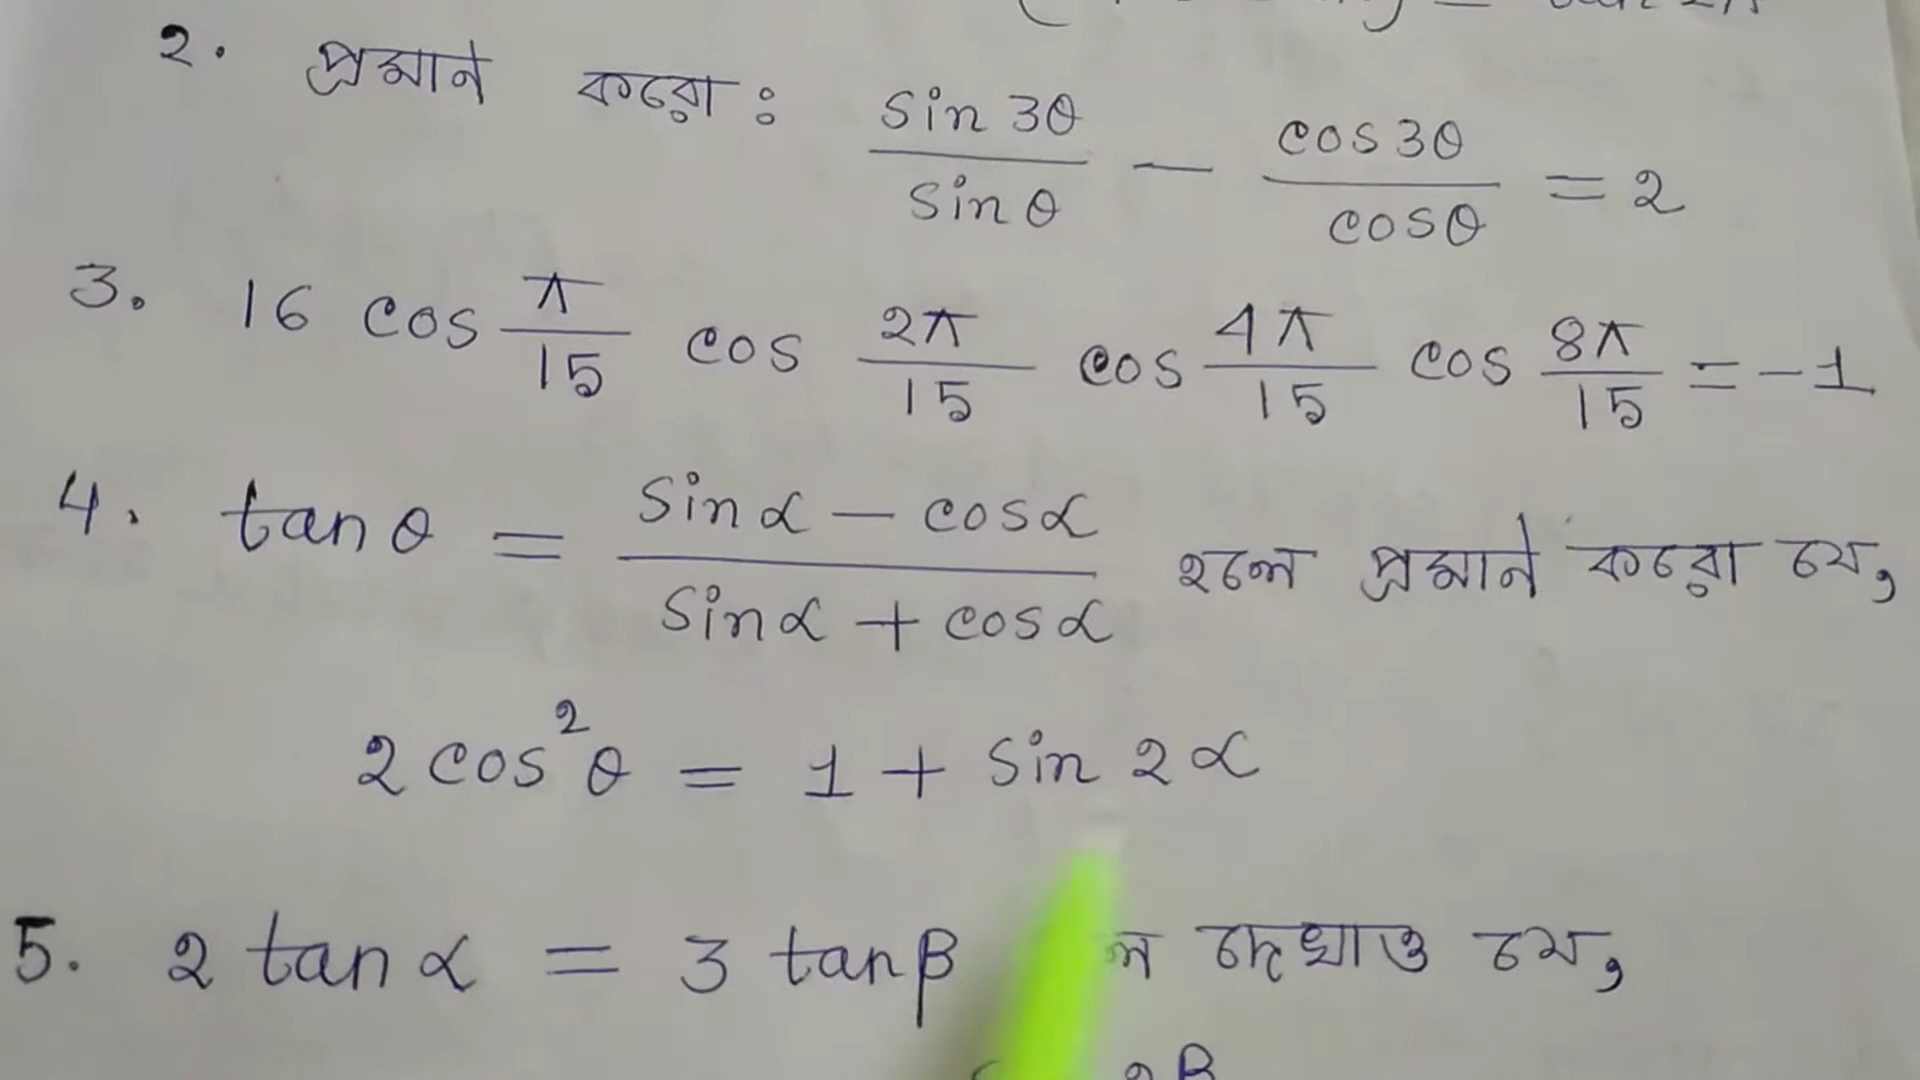 ২. প্রমান করো: sin 3θ / sin θ − cos 3θ / cos θ = 2
3. 16 cos π/15 cos 2π/15 cos 4π/15 cos 8π/15 = -1
4. tan θ = (sin α − cos α) / (sin α + cos α) হলে প্রমান করো যে,
2 cos²θ = 1 + sin 2α
5. 2 tan α = 3 tan β দেখাও যে,
2β